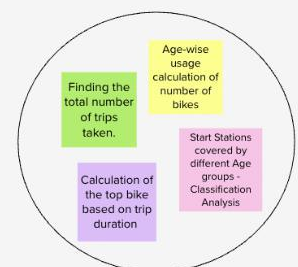 Age-wise
usage
calculation of
number of
bikes
Finding the
total number
of trips
taken.
Start Stations
covered by
different Age
groups -
Classification
Analysis
Calculation of
the top bike
based on trip
duration